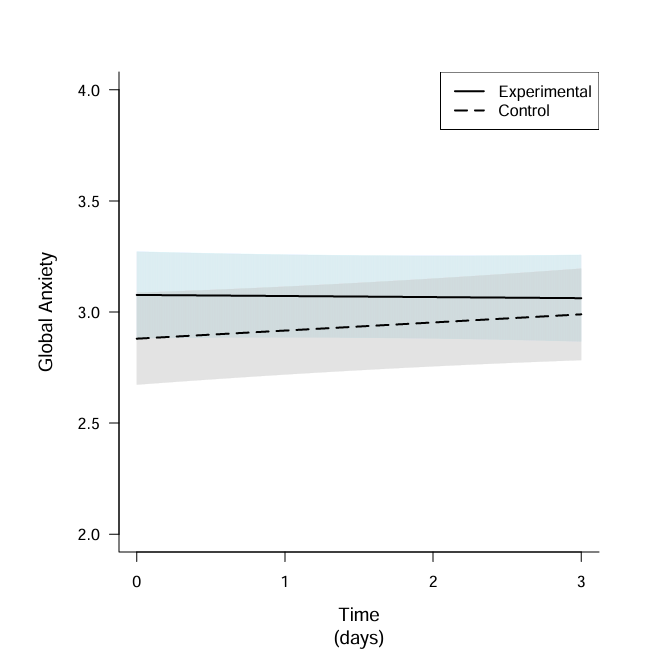 Experimental
Control
4.0
3.5
3.0
2.5
2.0
Global Anxiety
0 1 2 3
Time
(days)